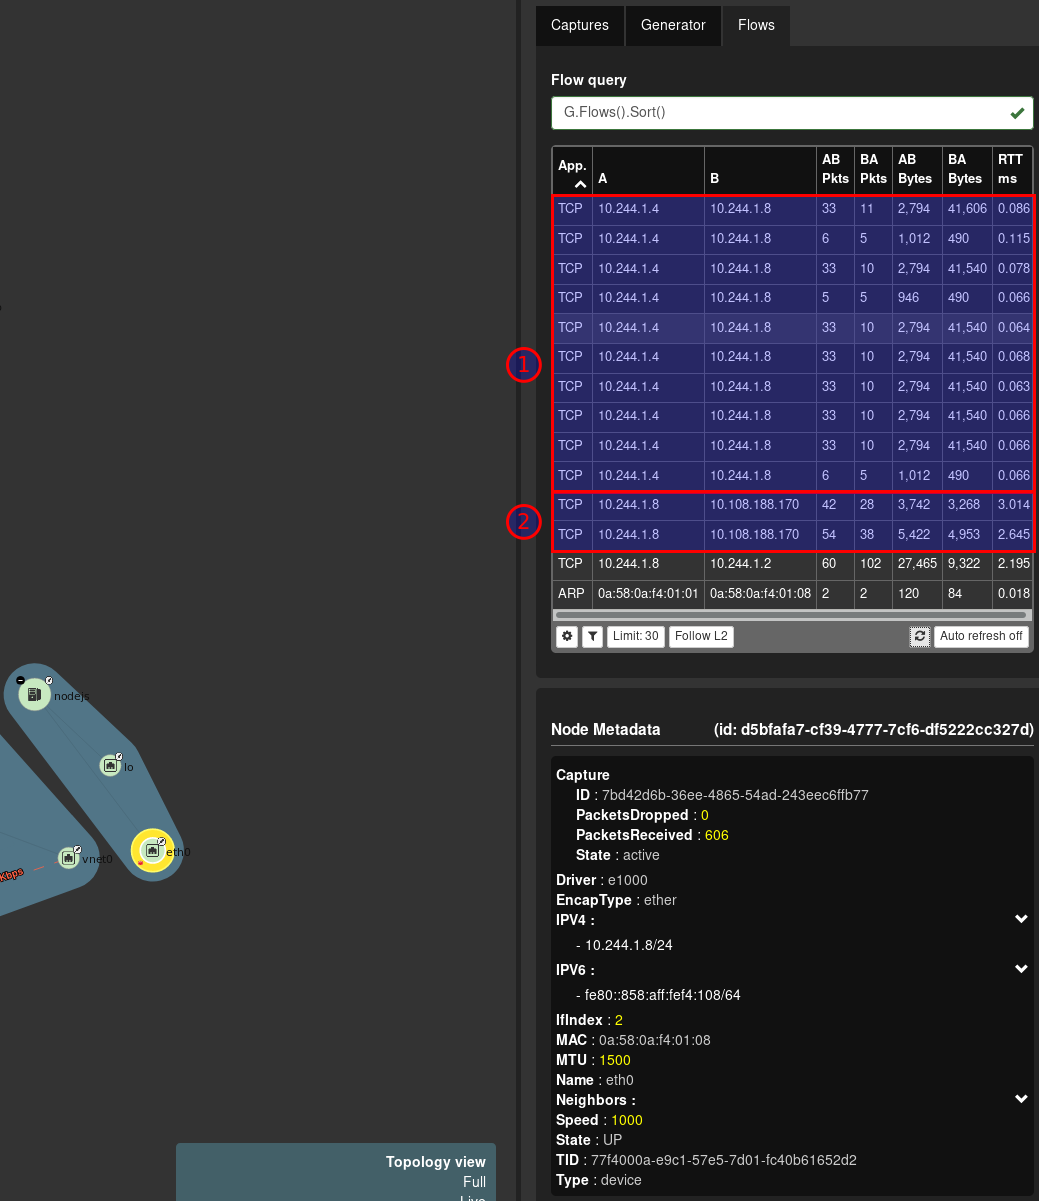 Captures Generator Flows
Flow query
G.Flows().Sort()
App. A B AB Pkts BA Pkts AB Bytes BA Bytes RTT ms
TCP 10.244.1.4 10.244.1.8 33 11 2,794 41,606 0.086
TCP 10.244.1.4 10.244.1.8 6 5 1,012 490 0.115
TCP 10.244.1.4 10.244.1.8 33 10 2,794 41,540 0.078
TCP 10.244.1.4 10.244.1.8 5 5 946 490 0.066
TCP 10.244.1.4 10.244.1.8 33 10 2,794 41,540 0.064
1
TCP 10.244.1.4 10.244.1.8 33 10 2,794 41,540 0.068
TCP 10.244.1.4 10.244.1.8 33 10 2,794 41,540 0.063
TCP 10.244.1.4 10.244.1.8 33 10 2,794 41,540 0.066
TCP 10.244.1.4 10.244.1.8 33 10 2,794 41,540 0.066
TCP 10.244.1.4 10.244.1.8 6 5 1,012 490 0.066
2
TCP 10.244.1.8 10.108.188.170 42 28 3,742 3,268 3.014
TCP 10.244.1.8 10.108.188.170 54 38 5,422 4,953 2.645
TCP 10.244.1.8 10.244.1.2 60 102 27,465 9,322 2.195
ARP 0a:58:0a:f4:01:01 0a:58:0a:f4:01:08 2 2 120 84 0.018
Limit: 30 Follow L2 Auto refresh off
nodejs
lo
vnet0
eth0
Kbps
Node Metadata (id: d5bfafa7-cf39-4777-7cf6-df5222cc327d)
Capture
ID : 7bd42d6b-36ee-4865-54ad-243eec6ffb77
PacketsDropped : 0
PacketsReceived : 606
State : active
Driver : e1000
EncapType : ether
IPV4 :
- 10.244.1.8/24
IPV6 :
- fe80::858:aff:fef4:108/64
IfIndex : 2
MAC : 0a:58:0a:f4:01:08
MTU : 1500
Name : eth0
Neighbors :
Speed : 1000
State : UP
TID : 77f4000a-e9c1-57e5-7d01-fc40b61652d2
Type : device
Topology view
Full
Live